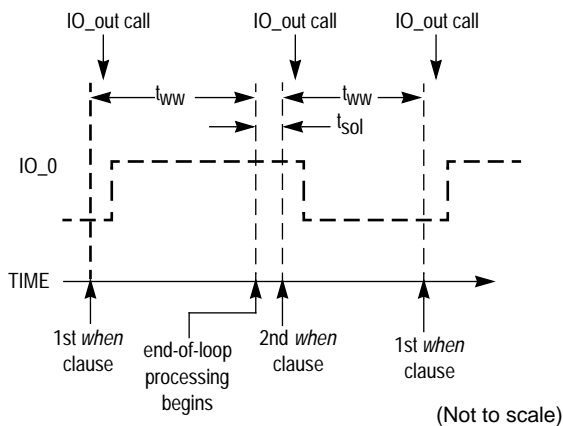 IO_out call IO_out call IO_out call
tww tww
tsol
IO_0
TIME
1st when clause
end-of-loop processing begins
2nd when clause
1st when clause
(Not to scale)